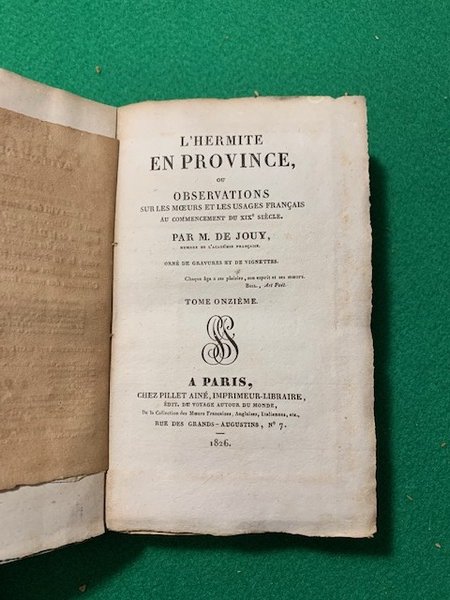 L'HERMITE
EN PROVINCE,
OU
OBSERVATIONS
SUR LES MŒURS ET LES USAGES FRANÇAIS
AU COMMENCEMENT DU XIXe SIÈCLE.
PAR M. DE JOUY,
MEMBRE DE L'ACADÉMIE FRANÇAISE.
ORNÉ DE GRAVURES ET DE VIGNETTES.
Chaque âge a ses plaisirs, son esprit et ses mœurs.
BOIL., Art Poét.
TOME ONZIÈME.
A PARIS,
CHEZ PILLET AINÉ, IMPRIMEUR-LIBRAIRE,
ÉDIT. DU VOYAGE AUTOUR DU MONDE,
De la Collection des Mœurs Françaises, Anglaises, Italiennes, etc.,
RUE DES GRANDS-AUGUSTINS, N° 7.
1826.